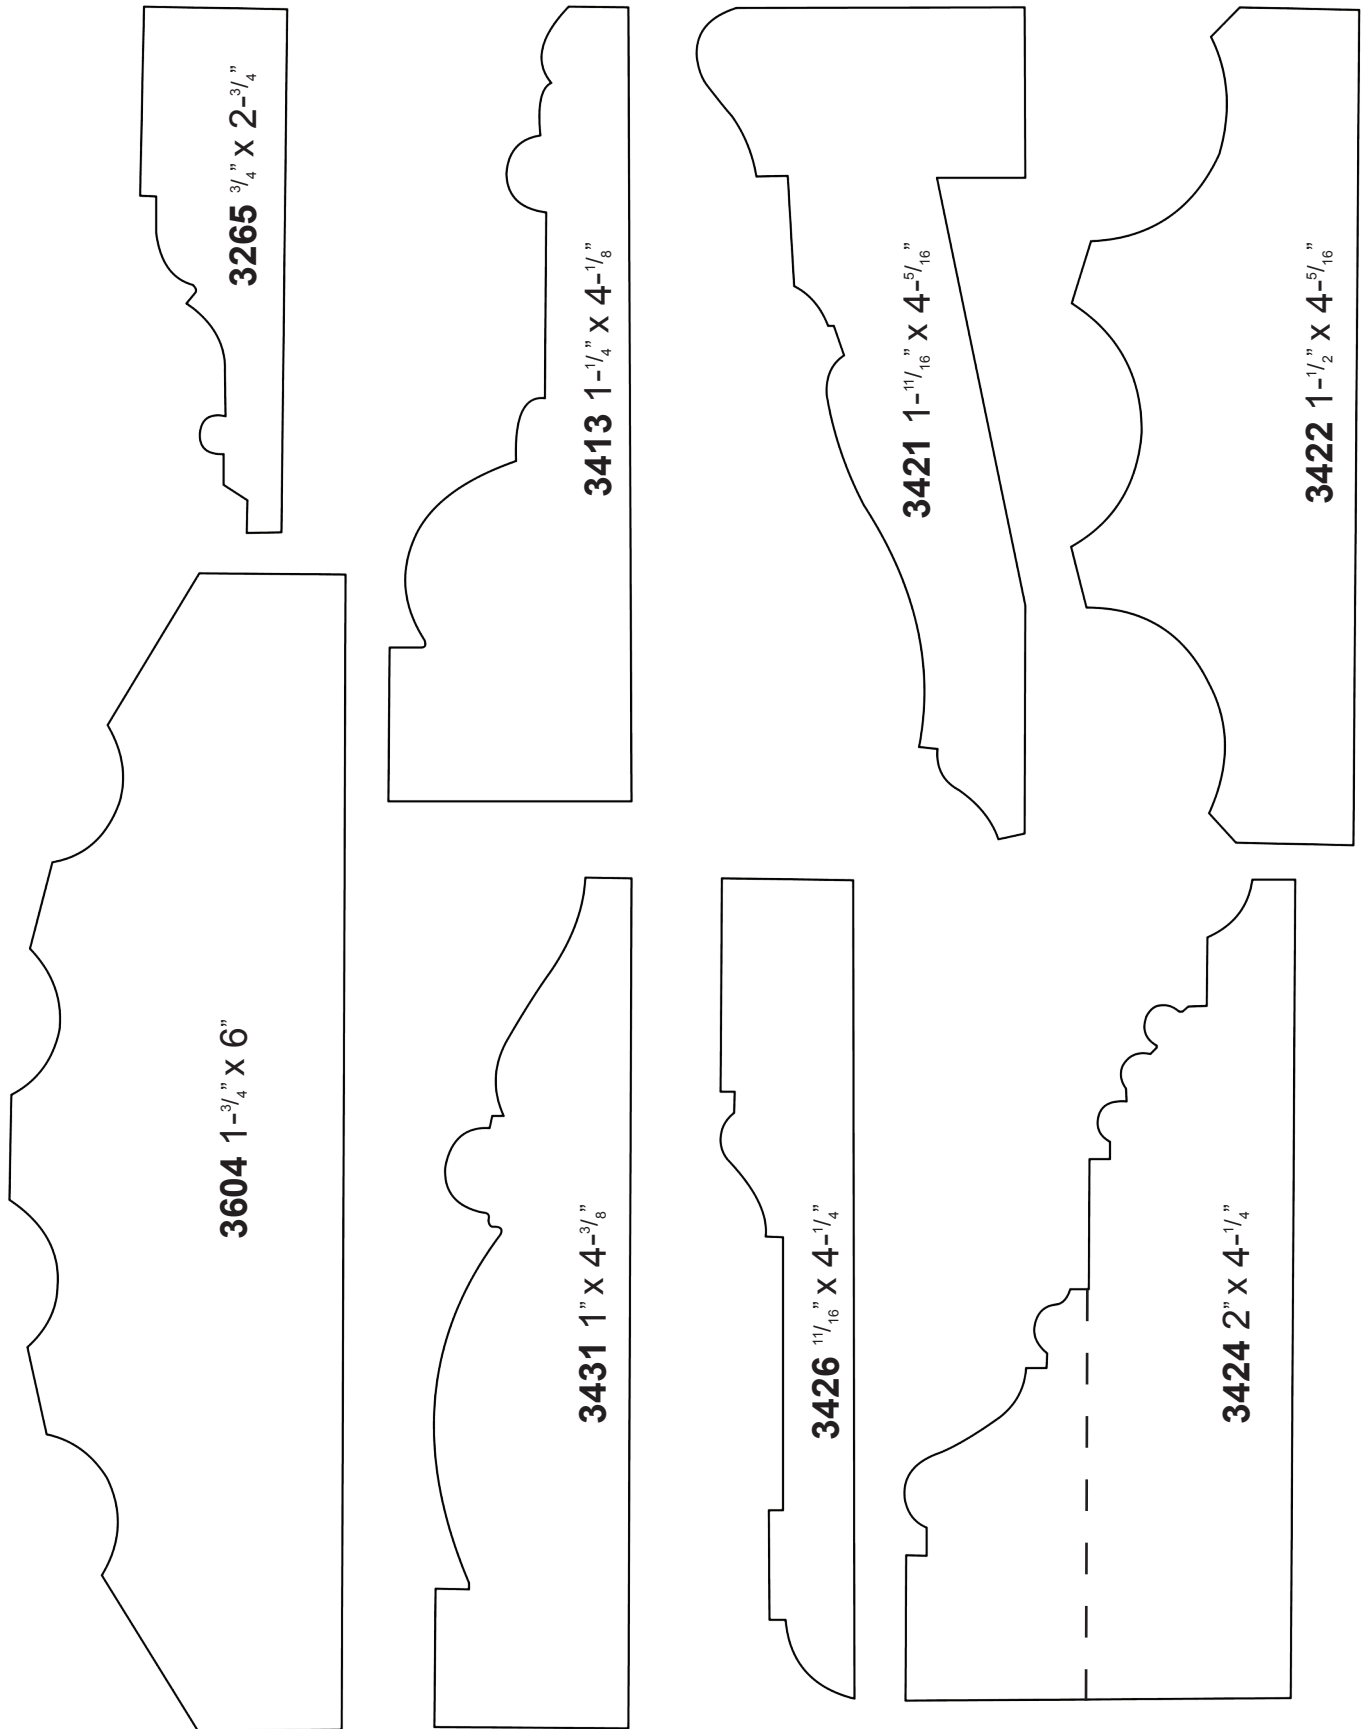 3265 3/4” x 2-3/4”
3413 1-1/4” x 4-1/8”
3421 1-11/16” x 4-5/16”
3422 1-1/2” x 4-5/16”
3604 1-3/4” x 6”
3431 1” x 4-3/8”
3426 11/16” x 4-1/4”
3424 2” x 4-1/4”